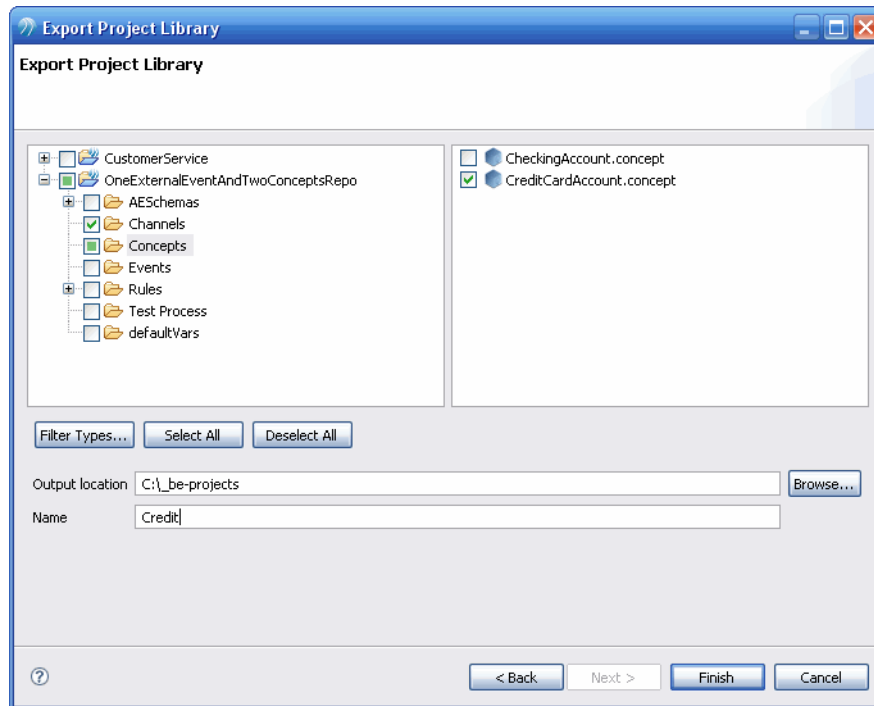 Export Project Library
Export Project Library
CustomerService
OneExternalEventAndTwoConceptsRepo
AESchemas
Channels
Concepts
Events
Rules
Test Process
defaultVars
CheckingAccount.concept
CreditCardAccount.concept
Filter Types... Select All Deselect All
Output location C:\_be-projects Browse...
Name Credit
? < Back Next > Finish Cancel